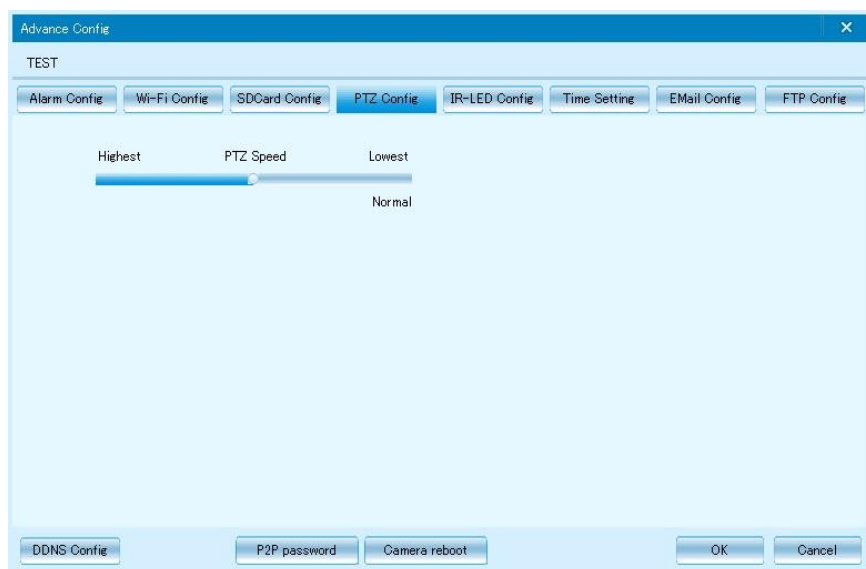 Advance Config
TEST
Alarm Config Wi-Fi Config SDCard Config PTZ Config IR-LED Config Time Setting EMail Config FTP Config
Highest PTZ Speed Lowest
Normal
DDNS Config P2P password Camera reboot OK Cancel